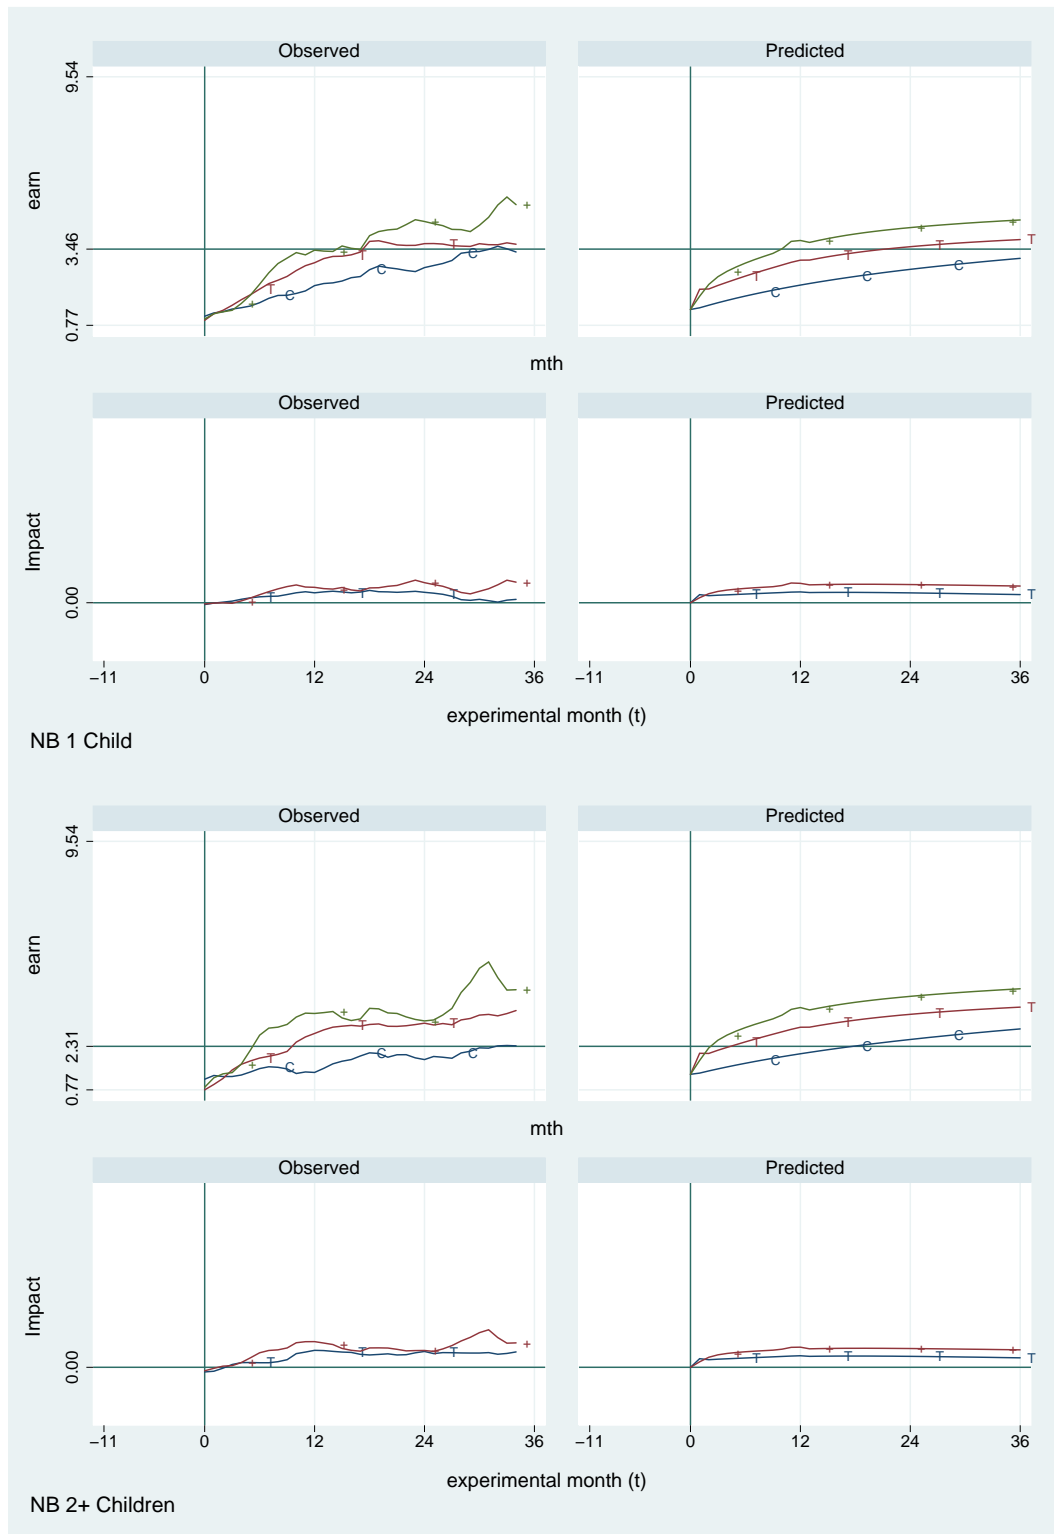 Observed Predicted
9.54
earn
3.46
0.77
+ T C + T C + T C +
+ T C + T C + T C + T
mth
Observed Predicted
Impact
0.00
+ T + T + T +
+ T + T + T + T
−11 0 12 24 36 −11 0 12 24 36
experimental month (t)
NB 1 Child
Observed Predicted
9.54
earn
2.31
0.77
+ T C + T C + T C +
+ T C + T C + T C + T
mth
Observed Predicted
Impact
0.00
+ T + T + T +
+ T + T + T + T
−11 0 12 24 36 −11 0 12 24 36
experimental month (t)
NB 2+ Children